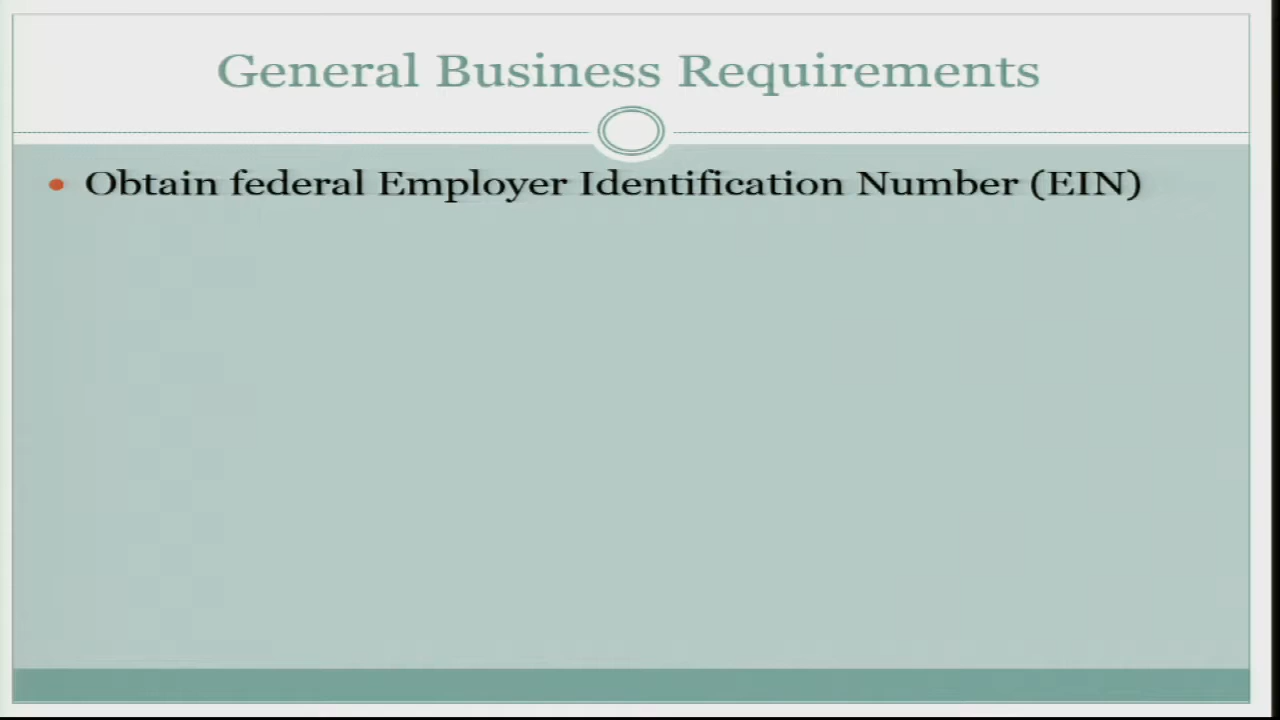 General Business Requirements
Obtain federal Employer Identification Number (EIN)